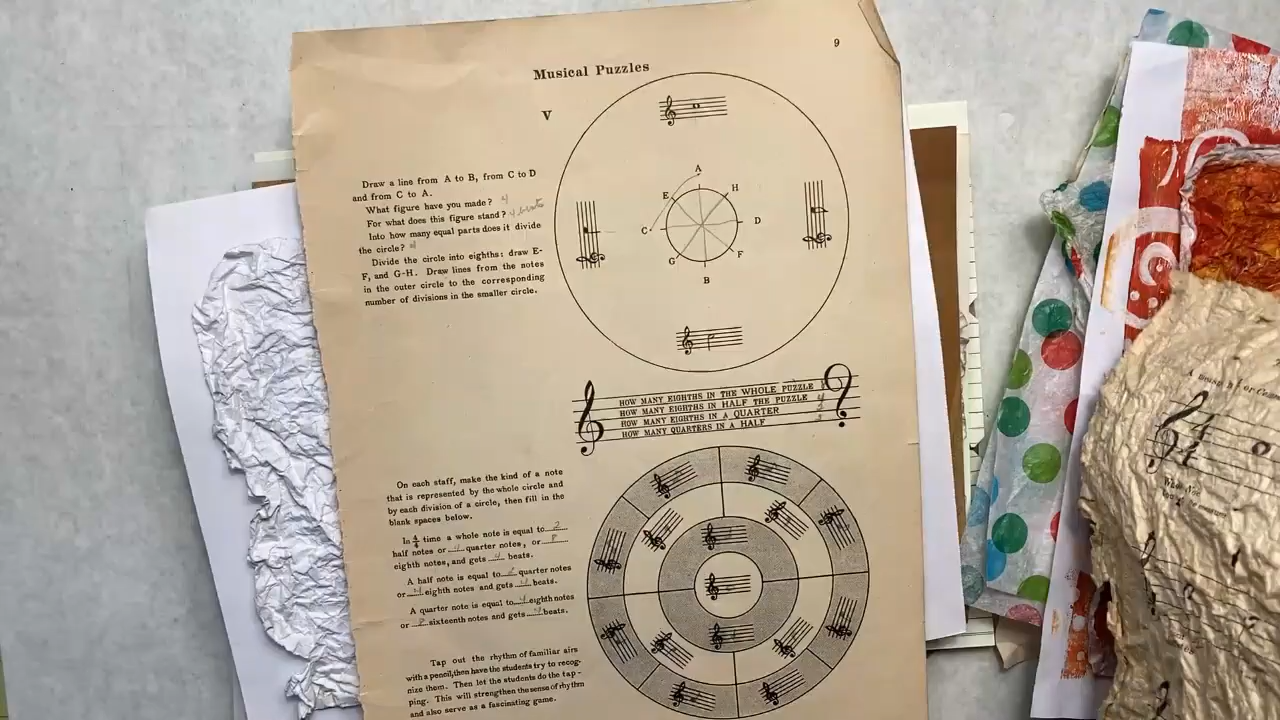 9
Musical Puzzles
V
Draw a line from A to B, from C to D
and from C to A.
What figure have you made? 4
For what does this figure stand? 4 beats
Into how many equal parts does it divide
the circle? 4
Divide the circle into eighths: draw E-
F, and G-H. Draw lines from the notes
in the outer circle to the corresponding
number of divisions in the smaller circle.
A
H
D
F
B
G
C
E
HOW MANY EIGHTHS IN THE WHOLE PUZZLE
HOW MANY EIGHTHS IN HALF THE PUZZLE 4
HOW MANY EIGHTHS IN A QUARTER
HOW MANY QUARTERS IN A HALF
On each staff, make the kind of a note
that is represented by the whole circle and
by each division of a circle, then fill in the
blank spaces below.
In 4/4 time a whole note is equal to 2
half notes or 4 quarter notes, or 8
eighth notes, and gets 4 beats.
A half note is equal to quarter notes
or 4 eighth notes and gets beats.
A quarter note is equal to eighth notes
or sixteenth notes and gets beats.
Tap out the rhythm of familiar airs
with a pencil, then have the students try to recog-
nize them. Then let the students do the tap-
ping. This will strengthen the sense of rhythm
and also serve as a fascinating game.